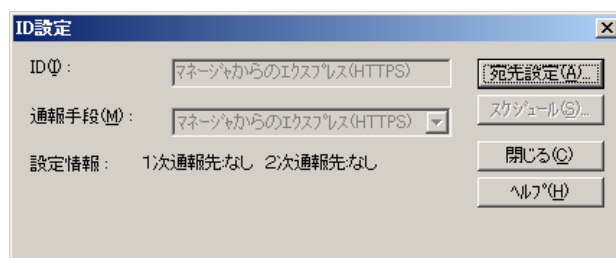 ID設定
ID(I):
マネージャからのエクスプレス(HTTPS)
宛先設定(A)...
通報手段(M):
マネージャからのエクスプレス(HTTPS)
スケジュール(S)...
設定情報: 1次通報先:なし 2次通報先:なし
閉じる(C)
ヘルプ(H)